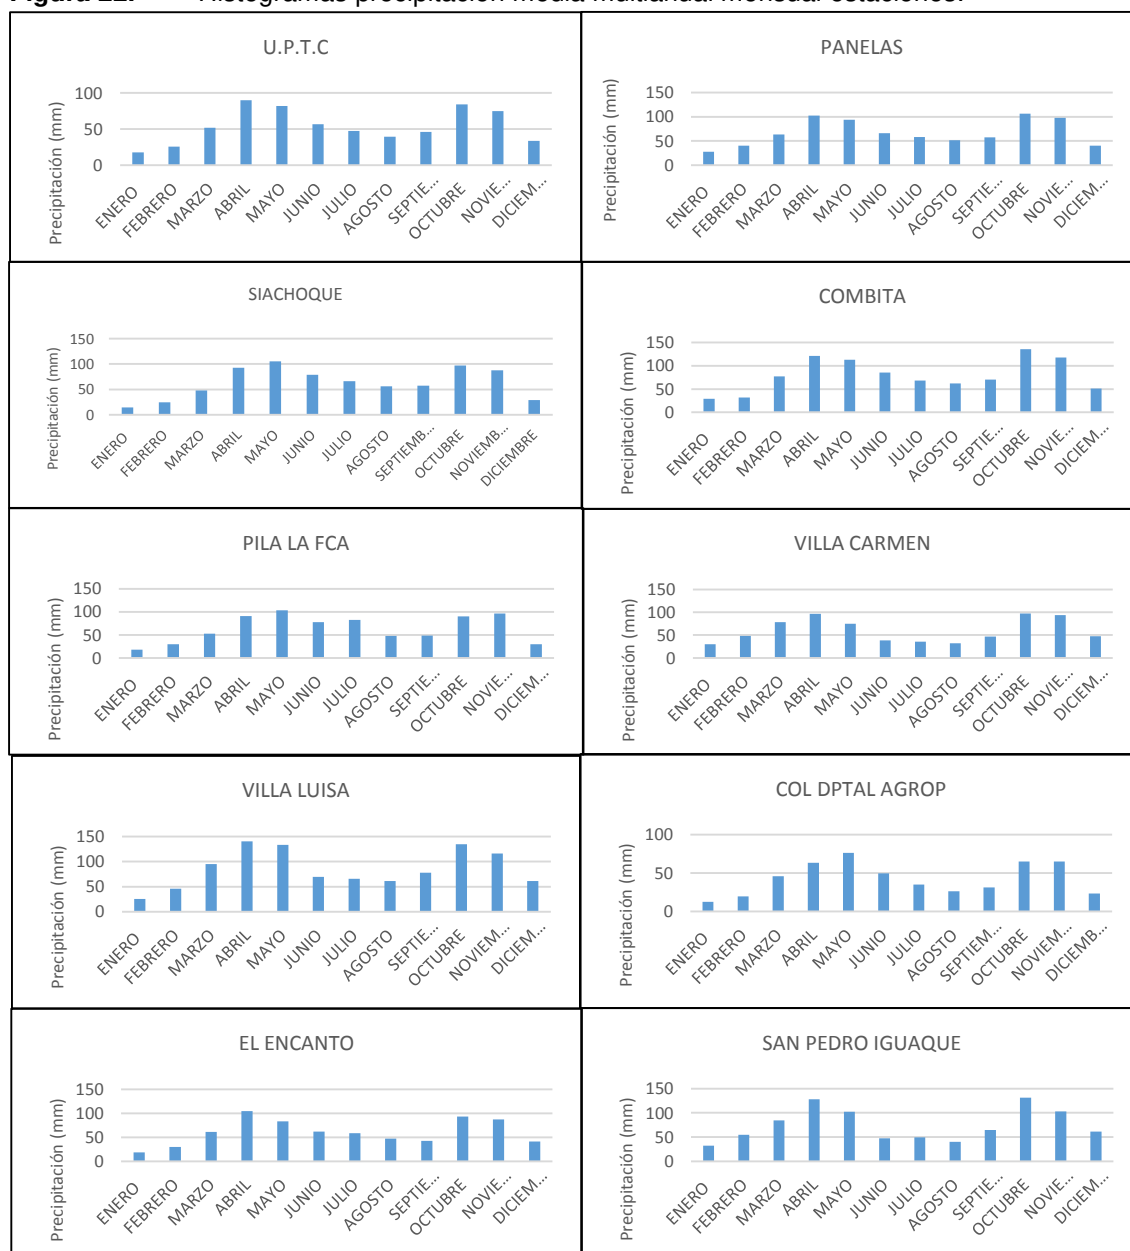 Figura 22. Histogramas precipitación media multianual mensual estaciones.
U.P.T.C
Precipitación (mm)
100
50
0
ENERO
FEBRERO
MARZO
ABRIL
MAYO
JUNIO
JULIO
AGOSTO
SEPTIE...
OCTUBRE
NOVIE...
DICIEM...
PANELAS
Precipitación (mm)
150
100
50
0
ENERO
FEBRERO
MARZO
ABRIL
MAYO
JUNIO
JULIO
AGOSTO
SEPTIE...
OCTUBRE
NOVIE...
DICIEM...
SIACHOQUE
Precipitación (mm)
150
100
50
0
ENERO
FEBRERO
MARZO
ABRIL
MAYO
JUNIO
JULIO
AGOSTO
SEPTIEMB...
OCTUBRE
NOVIEMB...
DICIEMBRE
COMBITA
Precipitación (mm)
150
100
50
0
ENERO
FEBRERO
MARZO
ABRIL
MAYO
JUNIO
JULIO
AGOSTO
SEPTIE...
OCTUBRE
NOVIE...
DICIEM...
PILA LA FCA
Precipitación (mm)
150
100
50
0
ENERO
FEBRERO
MARZO
ABRIL
MAYO
JUNIO
JULIO
AGOSTO
SEPTIE...
OCTUBRE
NOVIE...
DICIEM...
VILLA CARMEN
Precipitación (mm)
150
100
50
0
ENERO
FEBRERO
MARZO
ABRIL
MAYO
JUNIO
JULIO
AGOSTO
SEPTIE...
OCTUBRE
NOVIEM...
DICIEM...
VILLA LUISA
Precipitación (mm)
150
100
50
0
ENERO
FEBRERO
MARZO
ABRIL
MAYO
JUNIO
JULIO
AGOSTO
SEPTIE...
OCTUBRE
NOVIEM...
DICIEM...
COL DPTAL AGROP
Precipitación (mm)
100
50
0
ENERO
FEBRERO
MARZO
ABRIL
MAYO
JUNIO
JULIO
AGOSTO
SEPTIEM...
OCTUBRE
NOVIEM...
DICIEMB...
EL ENCANTO
Precipitación (mm)
150
100
50
0
ENERO
FEBRERO
MARZO
ABRIL
MAYO
JUNIO
JULIO
AGOSTO
SEPTIE...
OCTUBRE
NOVIE...
DICIEM...
SAN PEDRO IGUAQUE
Precipitación (mm)
150
100
50
0
ENERO
FEBRERO
MARZO
ABRIL
MAYO
JUNIO
JULIO
AGOSTO
SEPTIE...
OCTUBRE
NOVIE...
DICIEM...